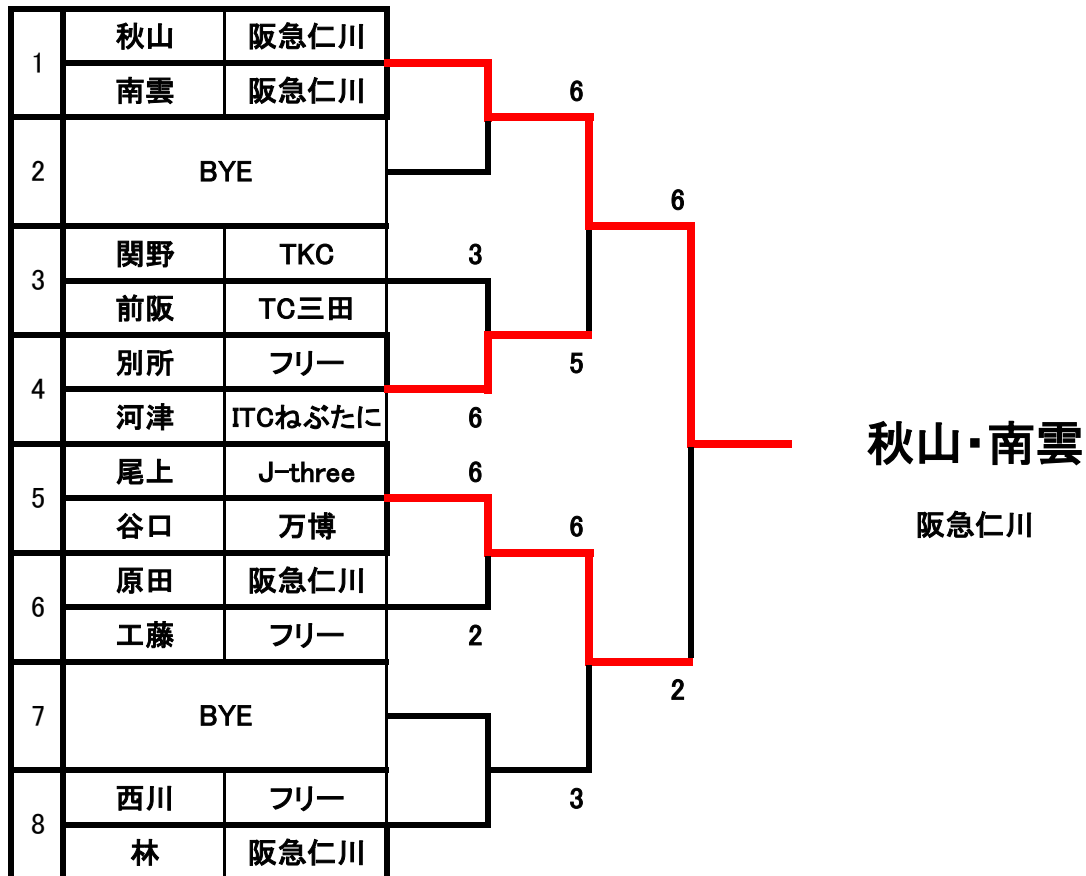 1
秋山 阪急仁川
南雲 阪急仁川
6
2
BYE
6
3
関野 TKC
3
前阪 TC三田
4
別所 フリー
5
河津 ITCねぶたに
6
秋山・南雲
5
尾上 J-three
6
谷口 万博
6
阪急仁川
6
原田 阪急仁川
工藤 フリー
2
7
BYE
2
8
西川 フリー
3
林 阪急仁川